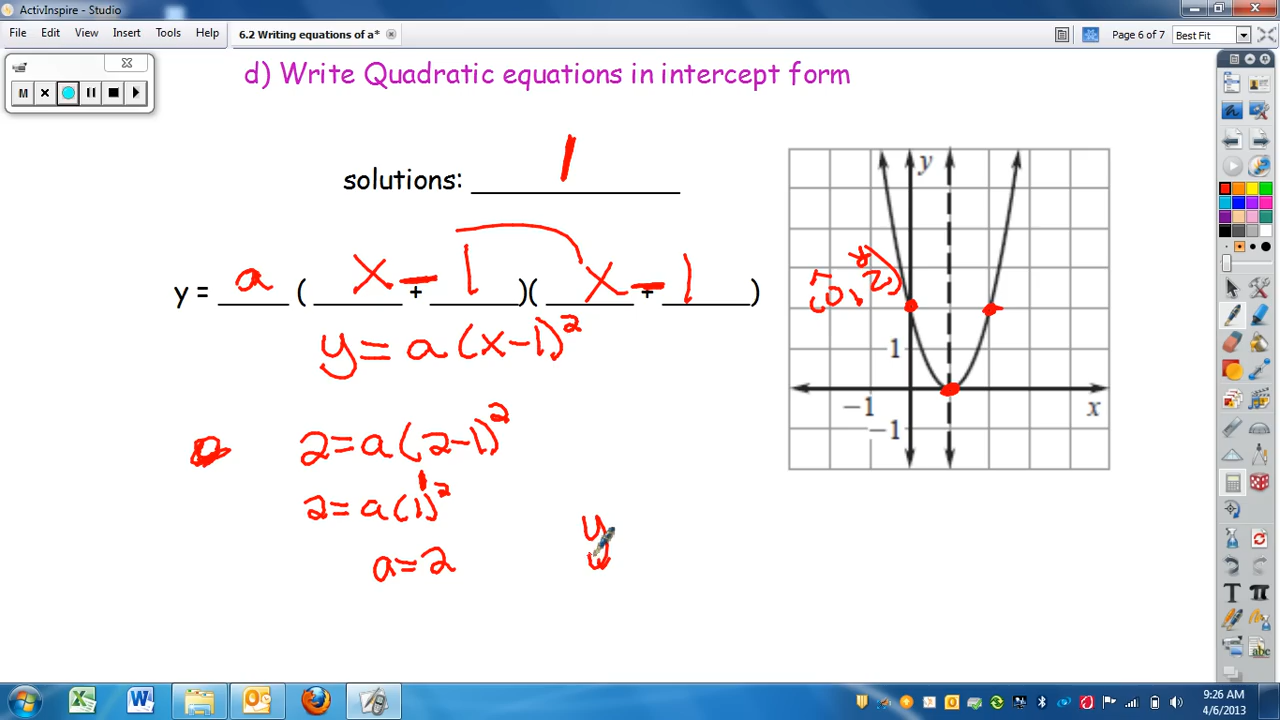 ActivInspire - Studio
File Edit View Insert Tools Help
6.2 Writing equations of a*
Page 6 of 7
Best Fit
M
d) Write Quadratic equations in intercept form
solutions: 1
y = a ( x - 1 )( x - 1 )
y = a (x-1)²
2 = a (2-1)²
2 = a (1)²
a = 2
y
(0, 2)
x y
y
1
-1
-1
x
T
abc
9:26 AM
4/6/2013